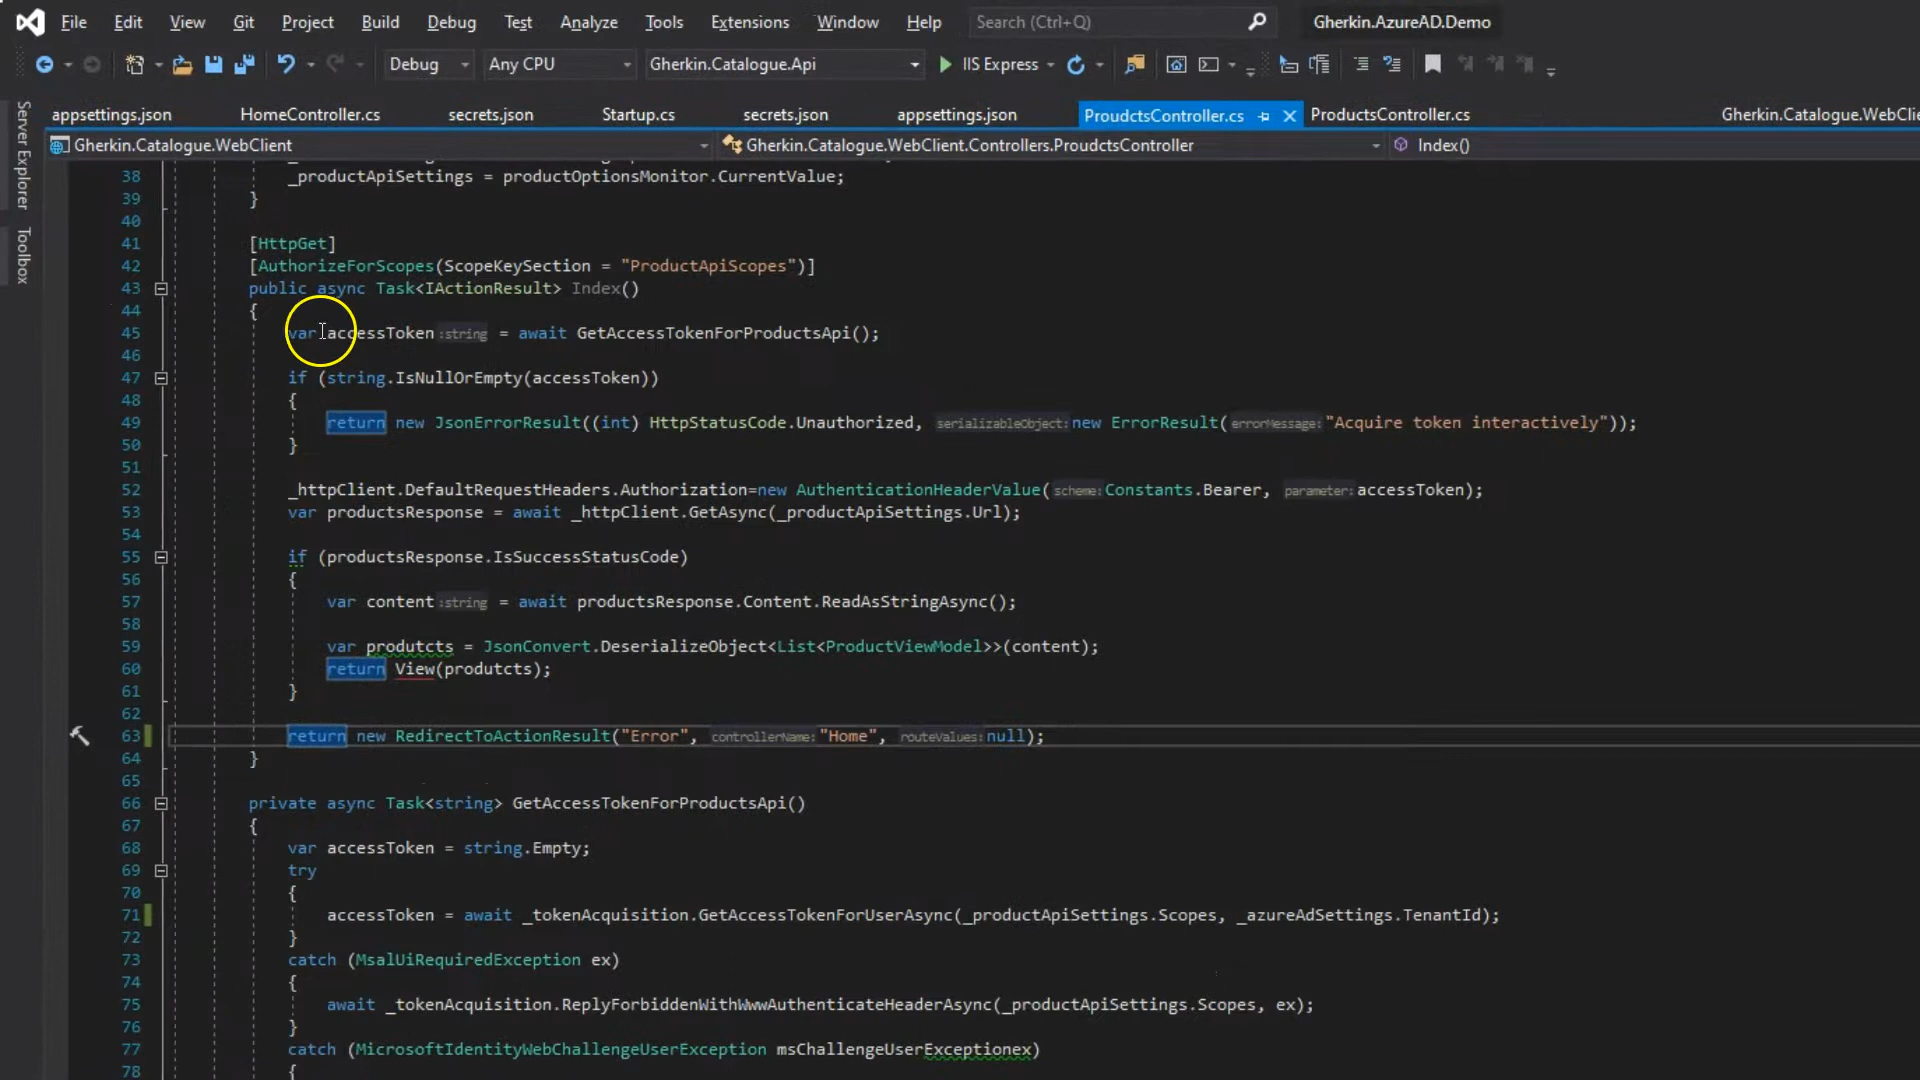 File Edit View Git Project Build Debug Test Analyze Tools Extensions Window Help Search (Ctrl+Q) Gherkin.AzureAD.Demo
Debug Any CPU Gherkin.Catalogue.Api IIS Express
appsettings.json HomeController.cs secrets.json Startup.cs secrets.json appsettings.json ProudctsController.cs ProductsController.cs Gherkin.Catalogue.WebClie
Gherkin.Catalogue.WebClient Gherkin.Catalogue.WebClient.Controllers.ProudctsController Index()
Server Explorer
Toolbox
38 _productApiSettings = productOptionsMonitor.CurrentValue;
39 }
40
41 [HttpGet]
42 [AuthorizeForScopes(ScopeKeySection = "ProductApiScopes")]
43 public async Task<IActionResult> Index()
44 {
45 var accessToken :string = await GetAccessTokenForProductsApi();
46
47 if (string.IsNullOrEmpty(accessToken))
48 {
49 return new JsonErrorResult((int) HttpStatusCode.Unauthorized, serializableObject: new ErrorResult( errorMessage: "Acquire token interactively"));
50 }
51
52 _httpClient.DefaultRequestHeaders.Authorization=new AuthenticationHeaderValue( scheme: Constants.Bearer, parameter: accessToken);
53 var productsResponse = await _httpClient.GetAsync(_productApiSettings.Url);
54
55 if (productsResponse.IsSuccessStatusCode)
56 {
57 var content :string = await productsResponse.Content.ReadAsStringAsync();
58
59 var produtcts = JsonConvert.DeserializeObject<List<ProductViewModel>>(content);
60 return View(produtcts);
61 }
62
63 return new RedirectToActionResult("Error", controllerName: "Home", routeValues: null);
64 }
65
66 private async Task<string> GetAccessTokenForProductsApi()
67 {
68 var accessToken = string.Empty;
69 try
70 {
71 accessToken = await _tokenAcquisition.GetAccessTokenForUserAsync(_productApiSettings.Scopes, _azureAdSettings.TenantId);
72 }
73 catch (MsalUiRequiredException ex)
74 {
75 await _tokenAcquisition.ReplyForbiddenWithWwwAuthenticateHeaderAsync(_productApiSettings.Scopes, ex);
76 }
77 catch (MicrosoftIdentityWebChallengeUserException msChallengeUserExceptionex)
78 {